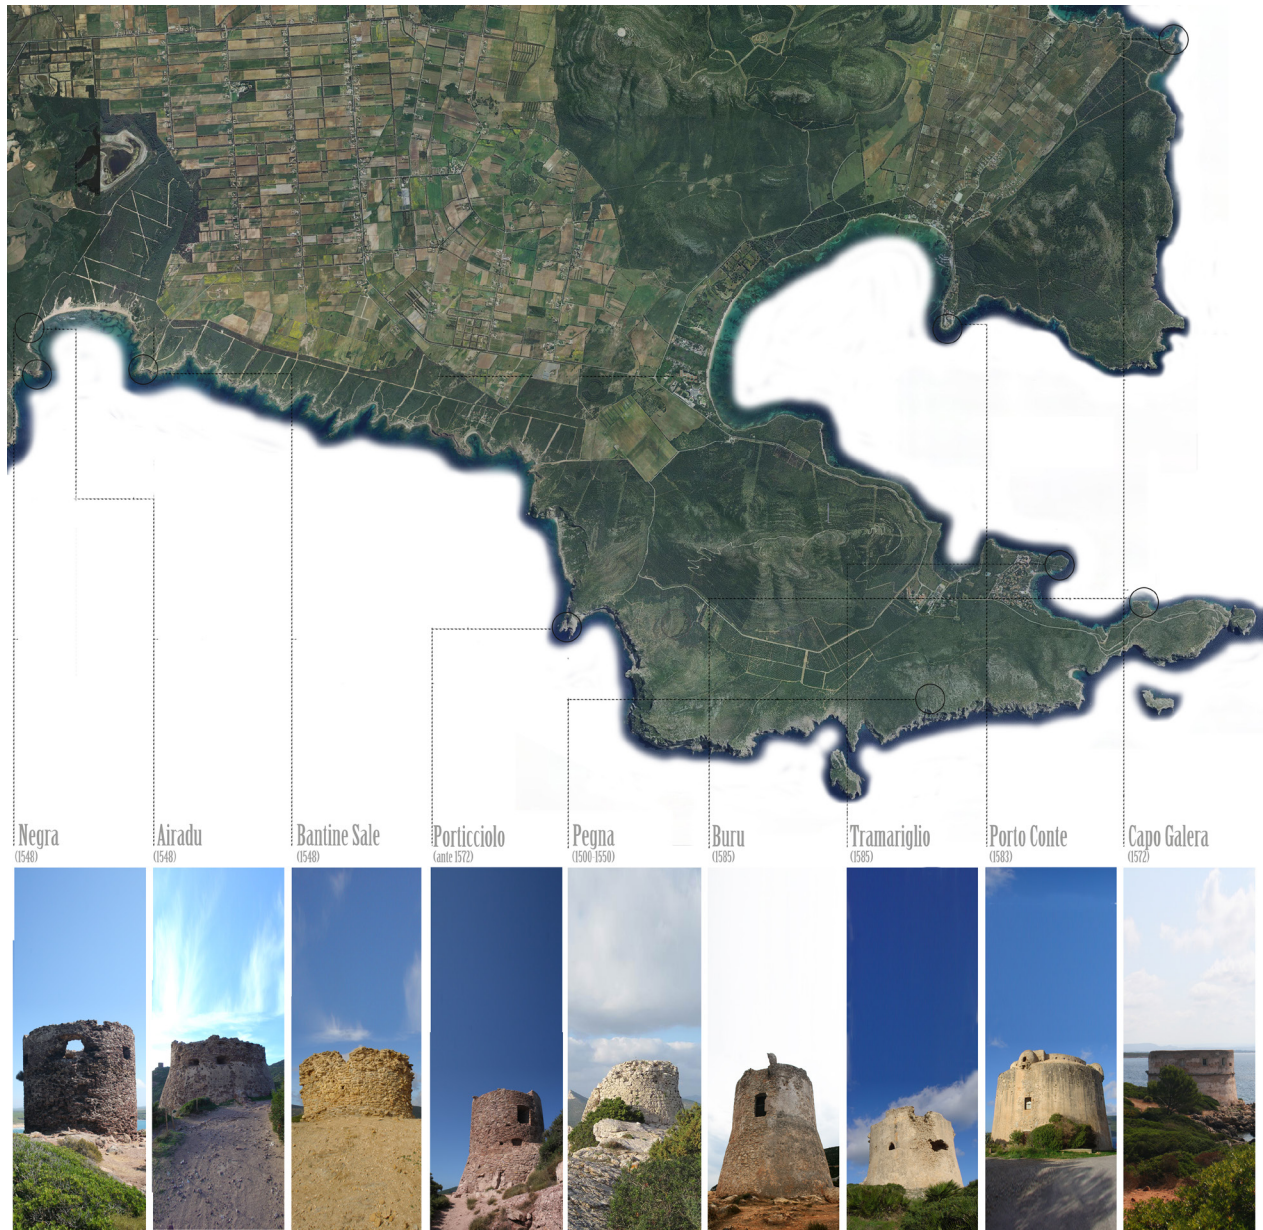 Negra
(1548)
Airadu
(1548)
Bantine Sale
(1548)
Porticciolo
(ante 1572)
Pegna
(1500-1550)
Buru
(1585)
Tramariglio
(1585)
Porto Conte
(1583)
Capo Galera
(1572)